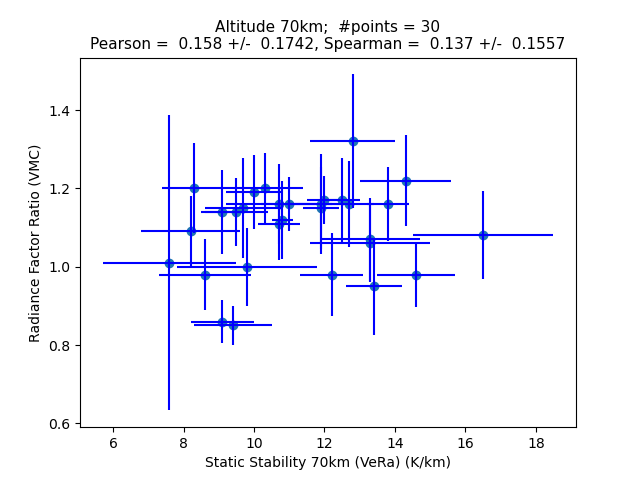 Altitude 70km;  #points = 30
Pearson =  0.158 +/-  0.1742, Spearman =  0.137 +/-  0.1557
Radiance Factor Ratio (VMC)
1.4
1.2
1.0
0.8
0.6
6 8 10 12 14 16 18
Static Stability 70km (VeRa) (K/km)